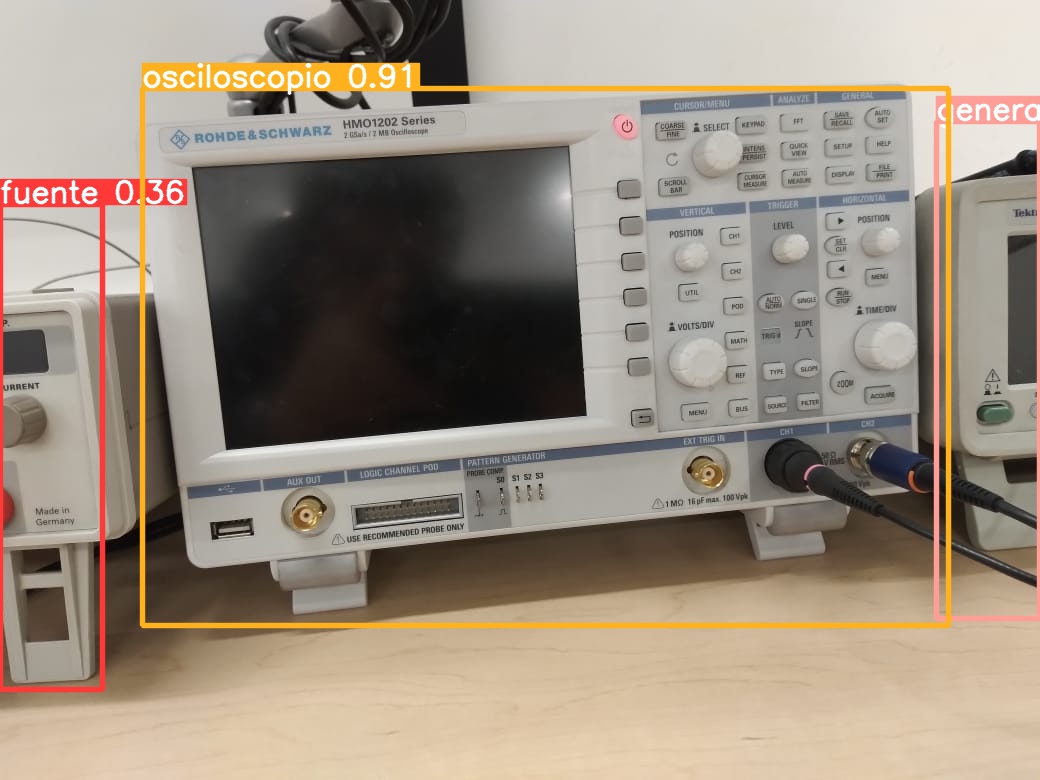 osciloscopio 0.91
fuente 0.36
genera
ROHDE&SCHWARZ
HMO1202 Series
2 GSa/s / 2 MB Oscilloscope
CURSOR/MENU
ANALYZE
GENERAL
COARSE
FINE
SELECT
KEYPAD
FFT
SAVE
RECALL
AUTO
SET
INTENS
PERSIST
QUICK
VIEW
SETUP
HELP
SCROLL
BAR
CURSOR
MEASURE
AUTO
MEASURE
DISPLAY
FILE
PRINT
VERTICAL
TRIGGER
HORIZONTAL
POSITION
CH1
LEVEL
POSITION
SET
CLR
CH2
MENU
UTIL
POD
AUTO
NORM
SINGLE
RUN
STOP
VOLTS/DIV
MATH
TRIG'd
SLOPE
TIME/DIV
REF
TYPE
SLOPE
ZOOM
MENU
BUS
SOURCE
FILTER
ACQUIRE
AUX OUT
LOGIC CHANNEL POD
PATTERN GENERATOR
PROBE COMP.
S0
S1
S2
S3
EXT TRIG IN
CH1
CH2
USE RECOMMENDED PROBE ONLY
1 MΩ 16 pF max. 100 Vpk
50Ω
V RMS
Vpk
P.
URRENT
Made in
Germany
Tekt